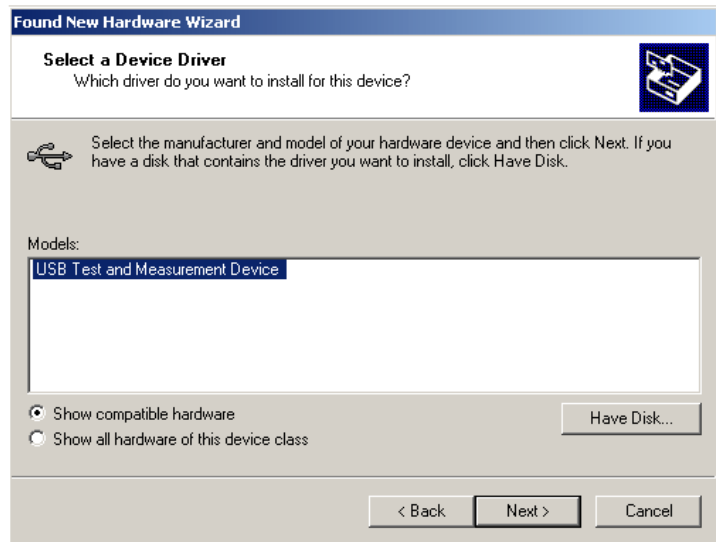 Found New Hardware Wizard
Select a Device Driver
Which driver do you want to install for this device?
Select the manufacturer and model of your hardware device and then click Next. If you
have a disk that contains the driver you want to install, click Have Disk.
Models:
USB Test and Measurement Device
Show compatible hardware
Show all hardware of this device class
Have Disk...
< Back
Next >
Cancel